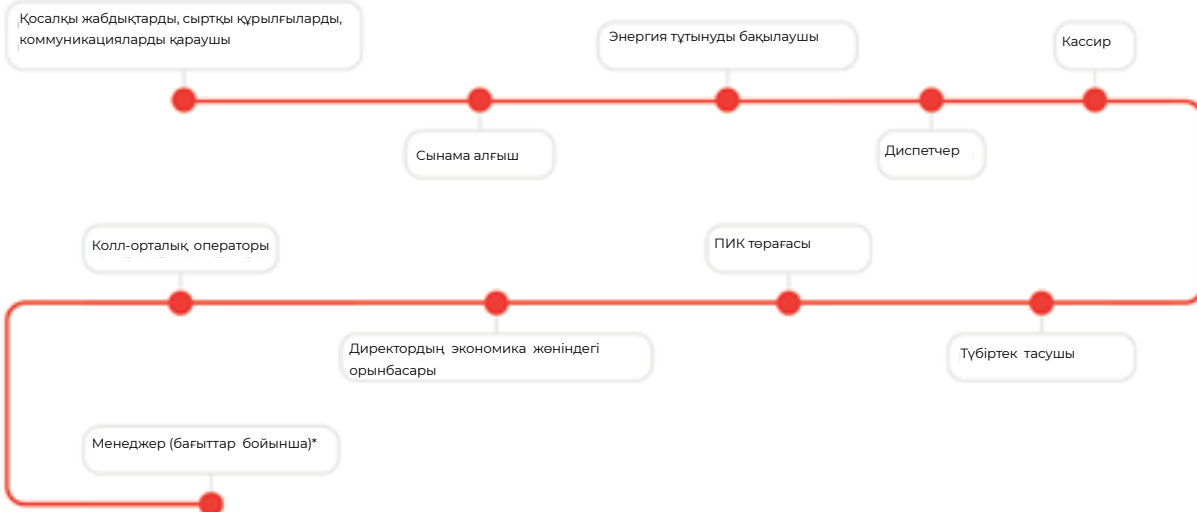 Қосалқы жабдықтарды, сыртқы құрылғыларды,
коммуникацияларды қараушы
Сынама алғыш
Энергия тұтынуды бақылаушы
Диспетчер
Кассир
Түбіртек тасушы
ПИК төрағасы
Директордың экономика жөніндегі
орынбасары
Колл-орталық операторы
Менеджер (бағыттар бойынша)*